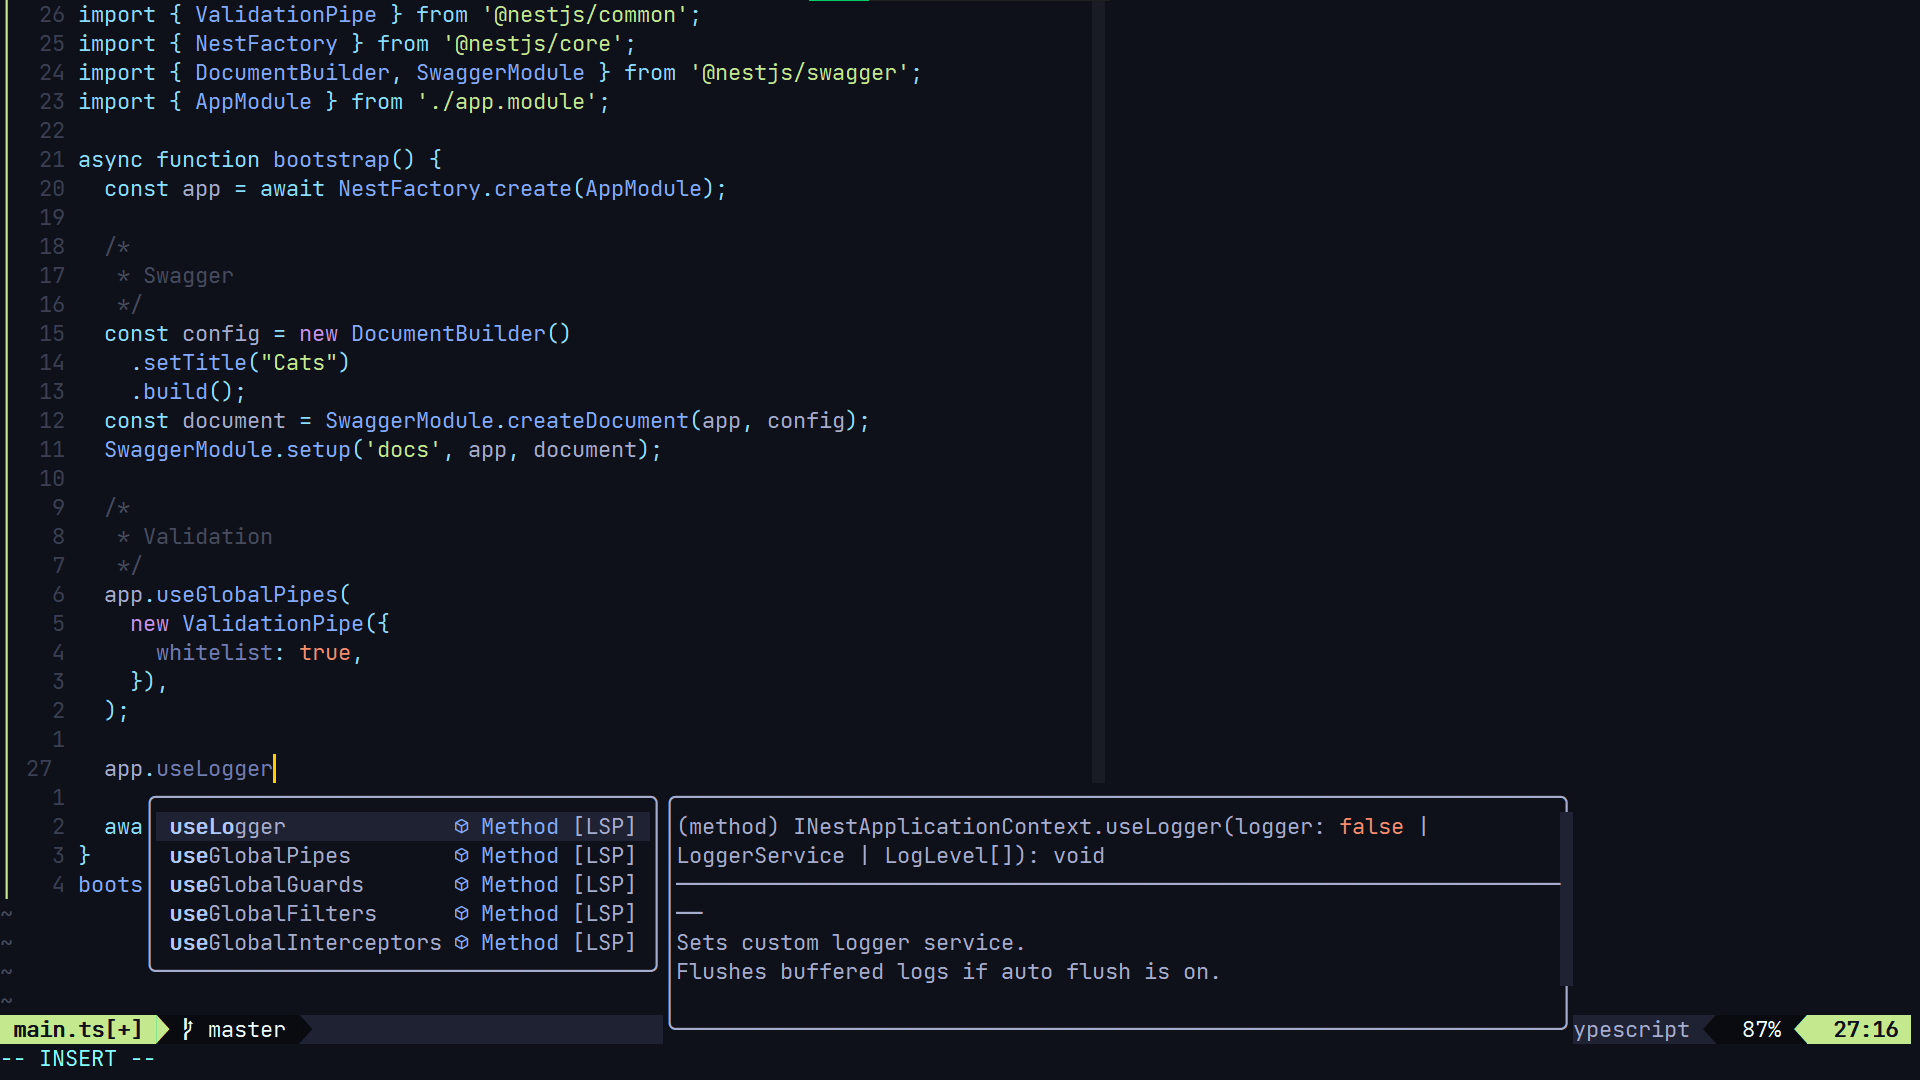 26 import { ValidationPipe } from '@nestjs/common';
25 import { NestFactory } from '@nestjs/core';
24 import { DocumentBuilder, SwaggerModule } from '@nestjs/swagger';
23 import { AppModule } from './app.module';
22
21 async function bootstrap() {
20 const app = await NestFactory.create(AppModule);
19
18 /*
17 * Swagger
16 */
15 const config = new DocumentBuilder()
14 .setTitle("Cats")
13 .build();
12 const document = SwaggerModule.createDocument(app, config);
11 SwaggerModule.setup('docs', app, document);
10
9 /*
8 * Validation
7 */
6 app.useGlobalPipes(
5 new ValidationPipe({
4 whitelist: true,
3 }),
2 );
1
27 app.useLogger
1
2 awa
3 }
4 boots
~
~
~
~
useLogger Method [LSP]
useGlobalPipes Method [LSP]
useGlobalGuards Method [LSP]
useGlobalFilters Method [LSP]
useGlobalInterceptors Method [LSP]
(method) INestApplicationContext.useLogger(logger: false |
LoggerService | LogLevel[]): void
Sets custom logger service.
Flushes buffered logs if auto flush is on.
main.ts[+] master ypescript 87% 27:16
-- INSERT --